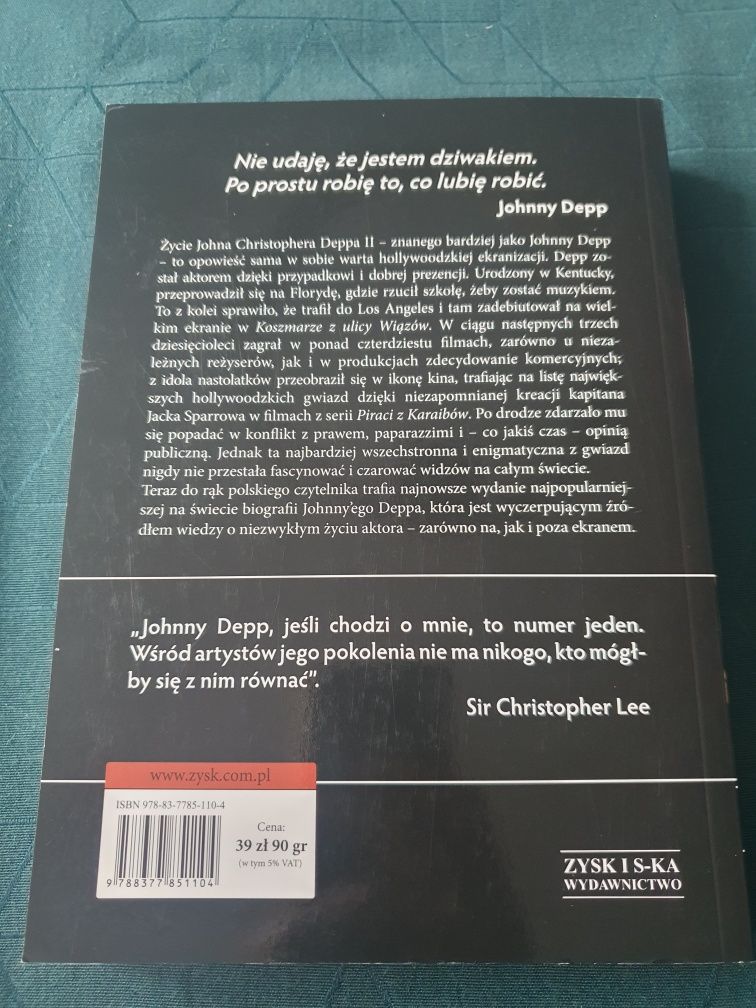 Nie udaję, że jestem dziwakiem.
Po prostu robię to, co lubię robić.
Johnny Depp
Życie Johna Christophera Deppa II – znanego bardziej jako Johnny Depp
– to opowieść sama w sobie warta hollywoodzkiej ekranizacji. Depp zo-
stał aktorem dzięki przypadkowi i dobrej prezencji. Urodzony w Kentucky,
przeprowadził się na Florydę, gdzie rzucił szkołę, żeby zostać muzykiem.
To z kolei sprawiło, że trafił do Los Angeles i tam zadebiutował na wiel-
kim ekranie w Koszmarze z ulicy Wiązów. W ciągu następnych trzech
dziesięcioleci zagrał w ponad czterdziestu filmach, zarówno u nieza-
leżnych reżyserów, jak i w produkcjach zdecydowanie komercyjnych;
z idola nastolatków przeobraził się w ikonę kina, trafiając na listę najwięk-
szych hollywoodzkich gwiazd dzięki niezapomnianej kreacji kapitana
Jacka Sparrowa w filmach z serii Piraci z Karaibów. Po drodze zdarzało mu
się popadać w konflikt z prawem, paparazzimi i – co jakiś czas – opinią
publiczną. Jednak ta najbardziej wszechstronna i enigmatyczna z gwiazd
nigdy nie przestała fascynować i czarować widzów na całym świecie.
Teraz do rąk polskiego czytelnika trafia najnowsze wydanie najpopularniej-
szej na świecie biografii Johnny'ego Deppa, która jest wyczerpującym źró-
dłem wiedzy o niezwykłym życiu aktora – zarówno na, jak i poza ekranem.
„Johnny Depp, jeśli chodzi o mnie, to numer jeden.
Wśród artystów jego pokolenia nie ma nikogo, kto mógł-
by się z nim równać”.
Sir Christopher Lee
www.zysk.com.pl
ISBN 978-83-7785-110-4
Cena:
39 zł 90 gr
(w tym 5% VAT)
9 788377 851104
ZYSK I S-KA
WYDAWNICTWO